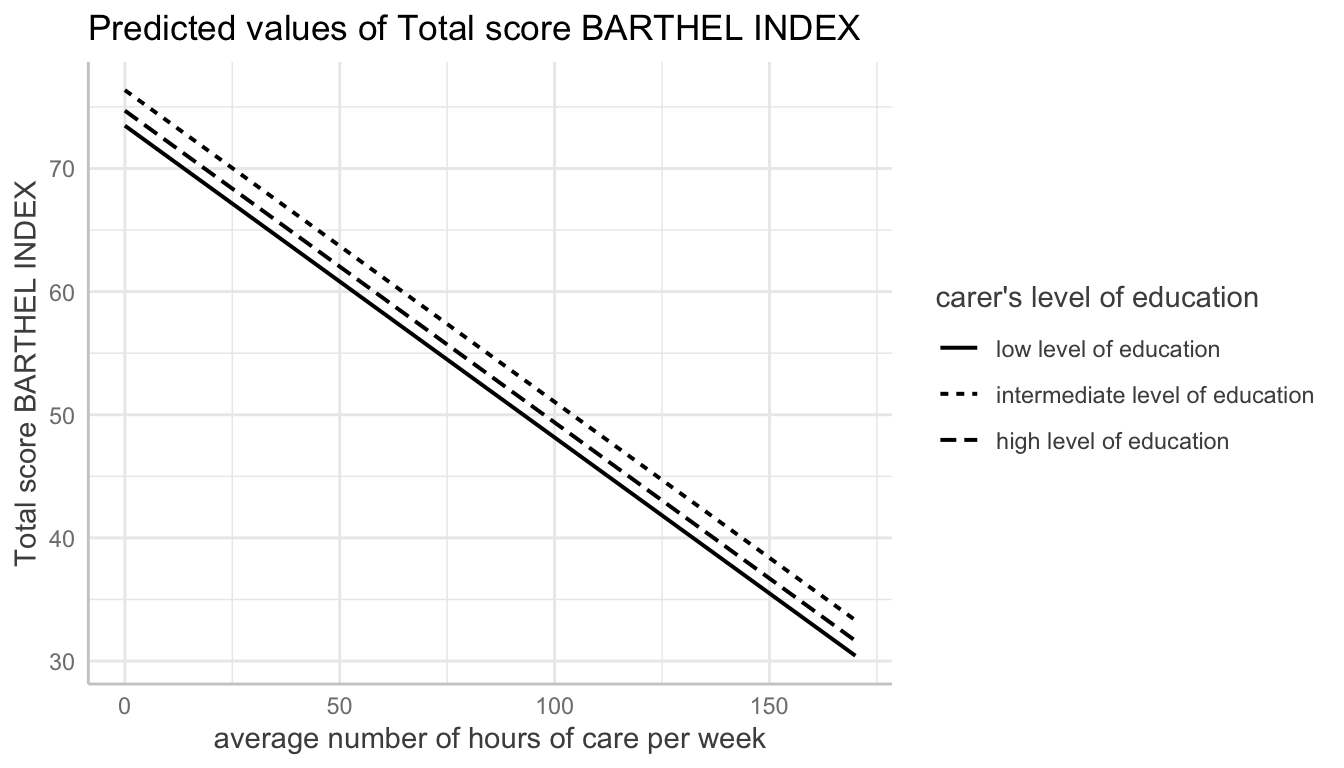 Predicted values of Total score BARTHEL INDEX
Total score BARTHEL INDEX
70
60
50
40
30
0
50
100
150
average number of hours of care per week
carer's level of education
low level of education
intermediate level of education
high level of education